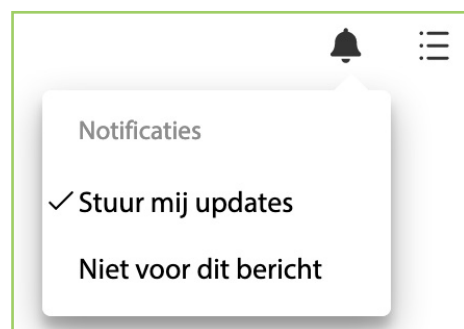 Notificaties
Stuur mij updates
Niet voor dit bericht